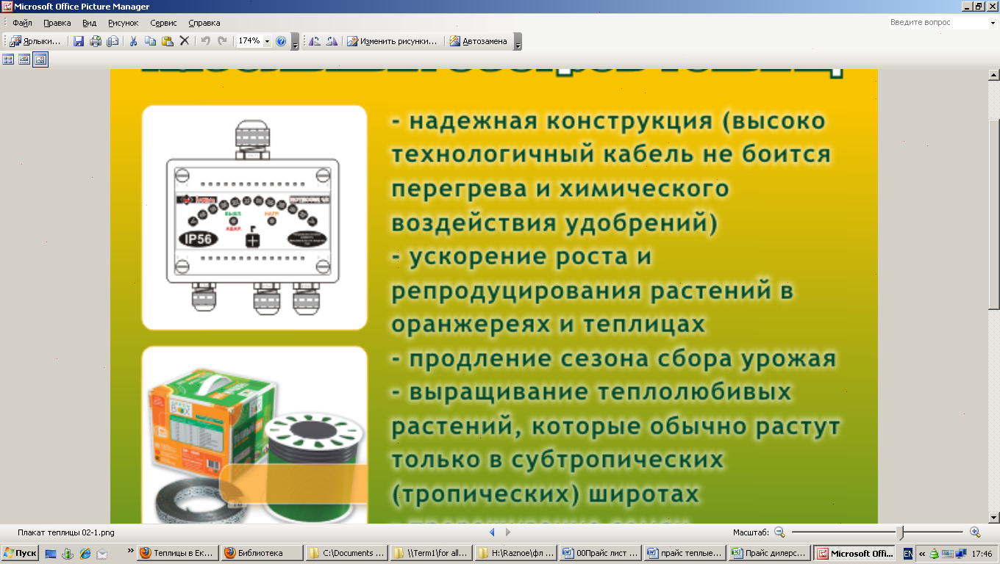 Microsoft Office Picture Manager
Файл Правка Вид Рисунок Сервис Справка
Введите вопрос
Ярлыки... 174% Изменить рисунки... Автозамена
- надежная конструкция (высоко
технологичный кабель не боится
перегрева и химического
воздействия удобрений)
- ускорение роста и
репродуцирования растений в
оранжереях и теплицах
- продление сезона сбора урожая
- выращивание теплолюбивых
растений, которые обычно растут
только в субтропических
(тропических) широтах
ВЫКЛ. НАГР.
АВАР.
IP56
BOX
Плакат теплицы 02-1.png
Масштаб:
Пуск
Теплицы в Ек...
Библиотека
C:\Documents ...
\\Term1\for all...
H:\Raznoe\фл ...
00Прайс лист ...
прайс теплые...
Прайс дилерс...
Microsoft Offi...
EN
17:46